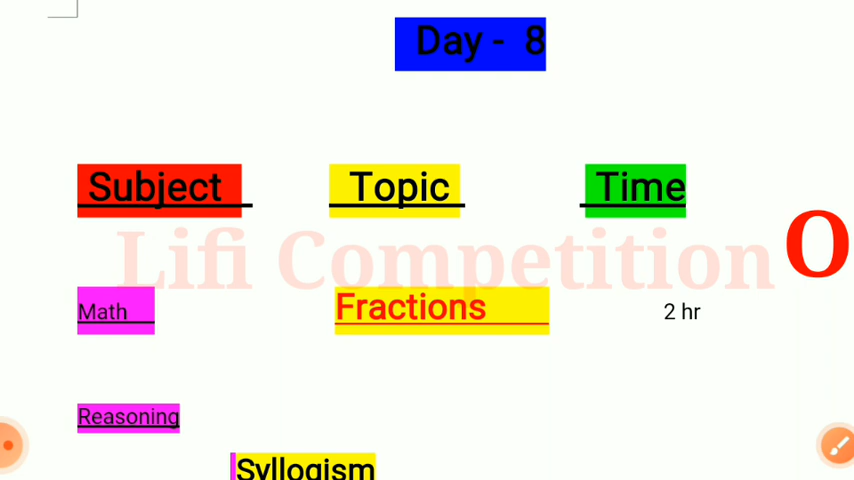 Day - 8
Subject Topic Time
Lifi Competition O
Math Fractions 2 hr
Reasoning
Syllogism